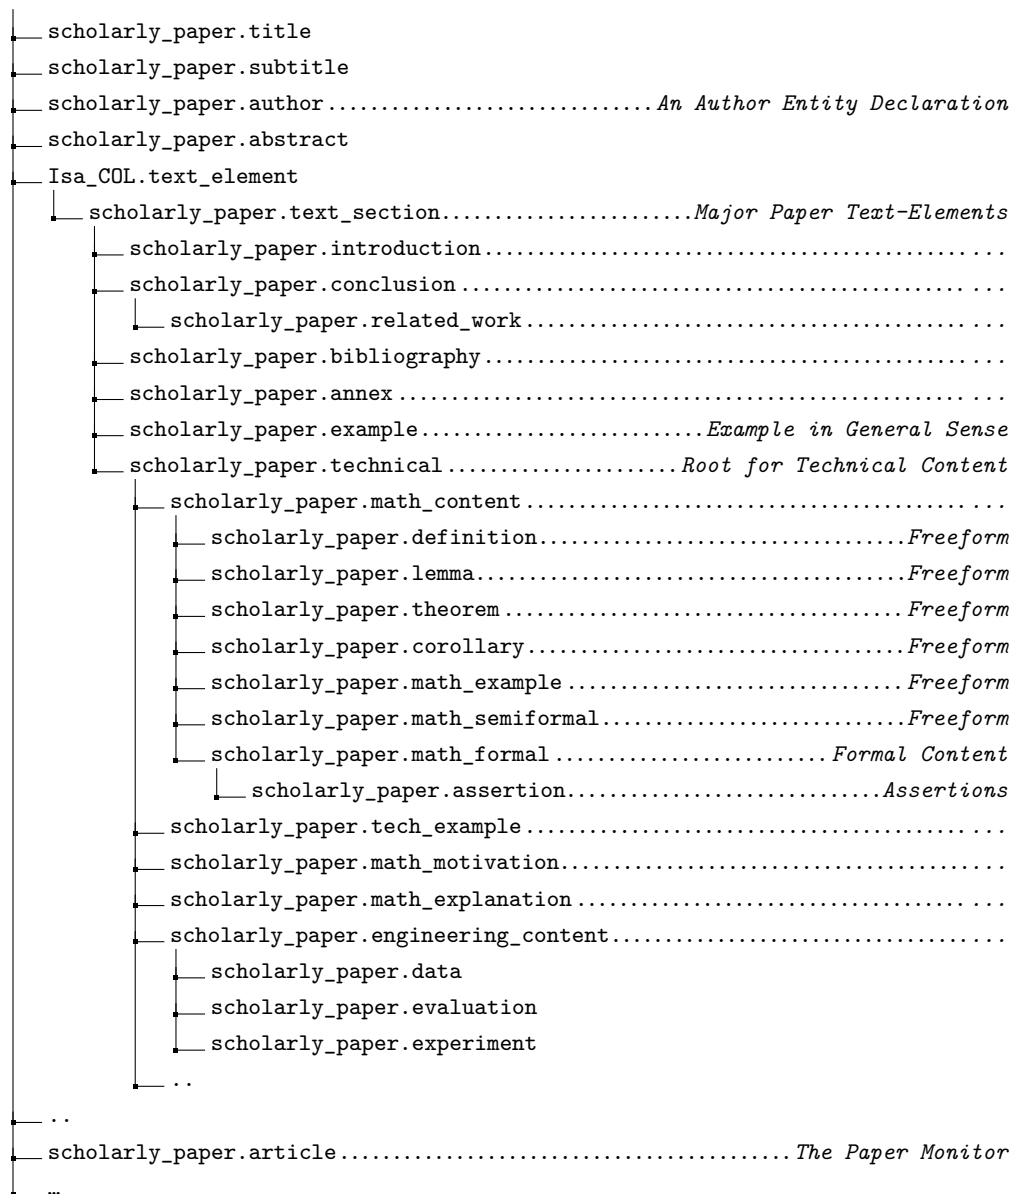 scholarly_paper.title
scholarly_paper.subtitle
scholarly_paper.author..............................An Author Entity Declaration
scholarly_paper.abstract
Isa_COL.text_element
scholarly_paper.text_section.......................Major Paper Text-Elements
scholarly_paper.introduction...
scholarly_paper.conclusion...
scholarly_paper.related_work...
scholarly_paper.bibliography...
scholarly_paper.annex...
scholarly_paper.example..........................Example in General Sense
scholarly_paper.technical.....................Root for Technical Content
scholarly_paper.math_content...
scholarly_paper.definition..................................Freeform
scholarly_paper.lemma.......................................Freeform
scholarly_paper.theorem.....................................Freeform
scholarly_paper.corollary...................................Freeform
scholarly_paper.math_example...............................Freeform
scholarly_paper.math_semiformal............................Freeform
scholarly_paper.math_formal.........................Formal Content
scholarly_paper.assertion.............................Assertions
scholarly_paper.tech_example...
scholarly_paper.math_motivation...
scholarly_paper.math_explanation...
scholarly_paper.engineering_content...
scholarly_paper.data
scholarly_paper.evaluation
scholarly_paper.experiment
..
..
scholarly_paper.article.........................................The Paper Monitor